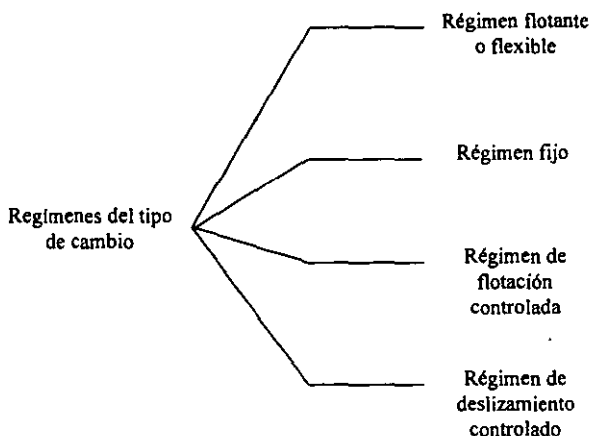 Régimen flotante
o flexible
Régimen fijo
Regímenes del tipo
de cambio
Régimen de
flotación
controlada
Régimen de
deslizamiento
controlado